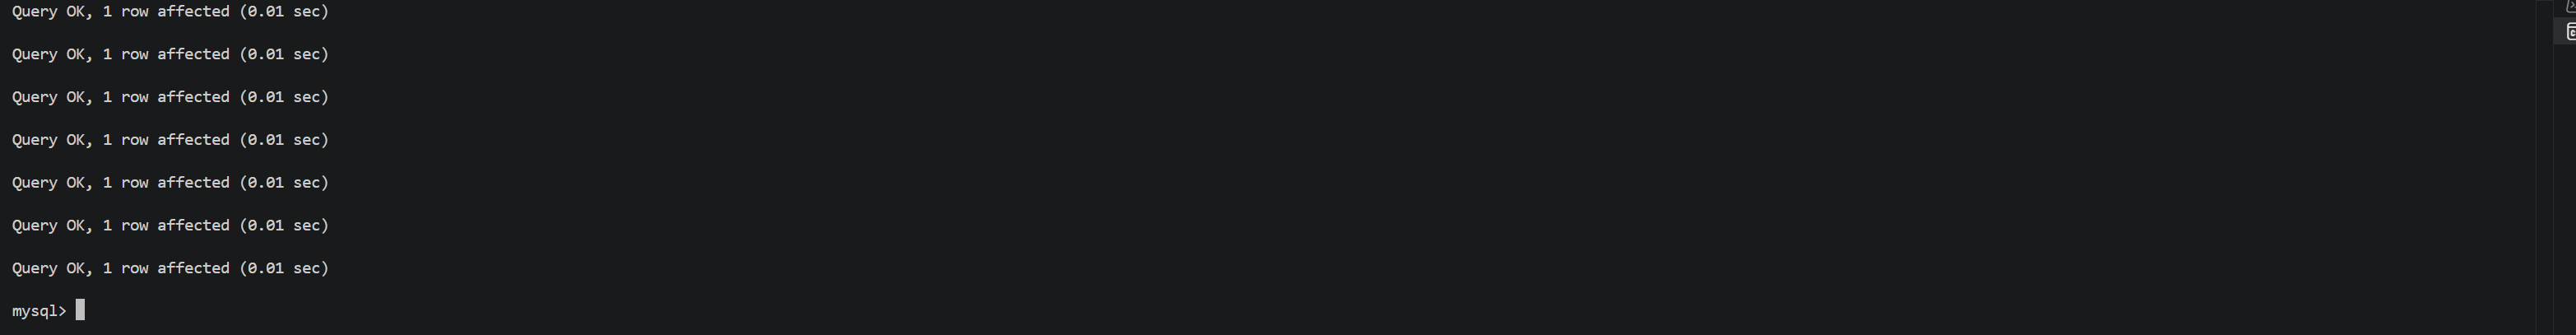 Query OK, 1 row affected (0.01 sec)
Query OK, 1 row affected (0.01 sec)
Query OK, 1 row affected (0.01 sec)
Query OK, 1 row affected (0.01 sec)
Query OK, 1 row affected (0.01 sec)
Query OK, 1 row affected (0.01 sec)
Query OK, 1 row affected (0.01 sec)
mysql>